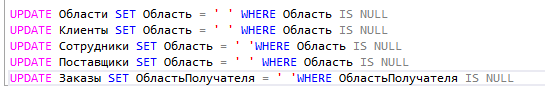 UPDATE Области SET Область = ' ' WHERE Область IS NULL
UPDATE Клиенты SET Область = ' ' WHERE Область IS NULL
UPDATE Сотрудники SET Область = ' 'WHERE Область IS NULL
UPDATE Поставщики SET Область = ' ' WHERE Область IS NULL
UPDATE Заказы SET ОбластьПолучателя = ' 'WHERE ОбластьПолучателя IS NULL